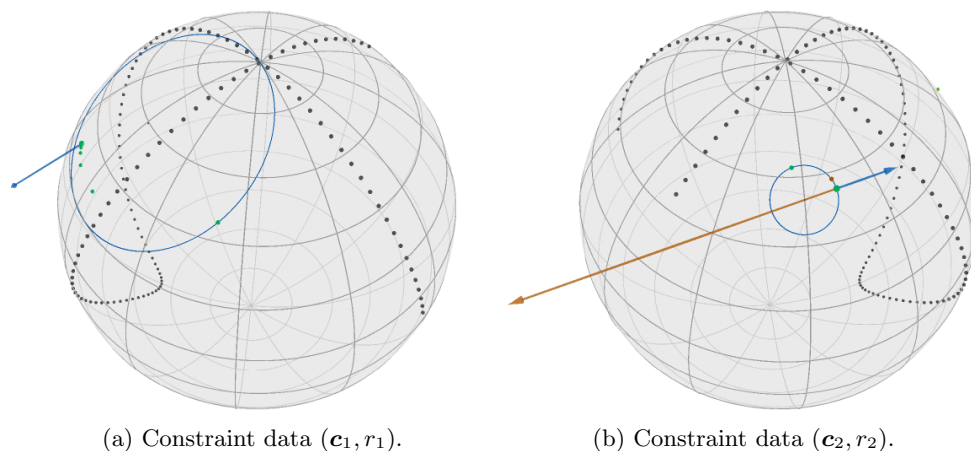 (a) Constraint data (c₁, r₁).
(b) Constraint data (c₂, r₂).